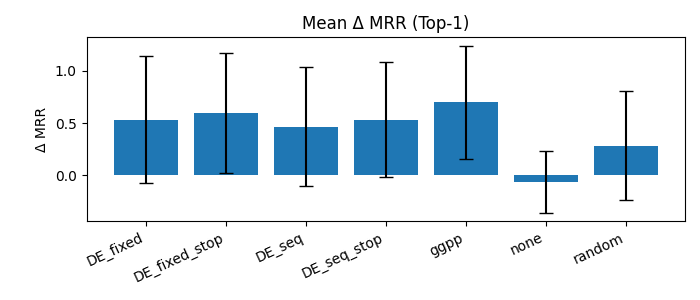 Mean Δ MRR (Top-1)
Δ MRR
1.0
0.5
0.0
DE_fixed
DE_fixed_stop
DE_seq
DE_seq_stop
ggpp
none
random